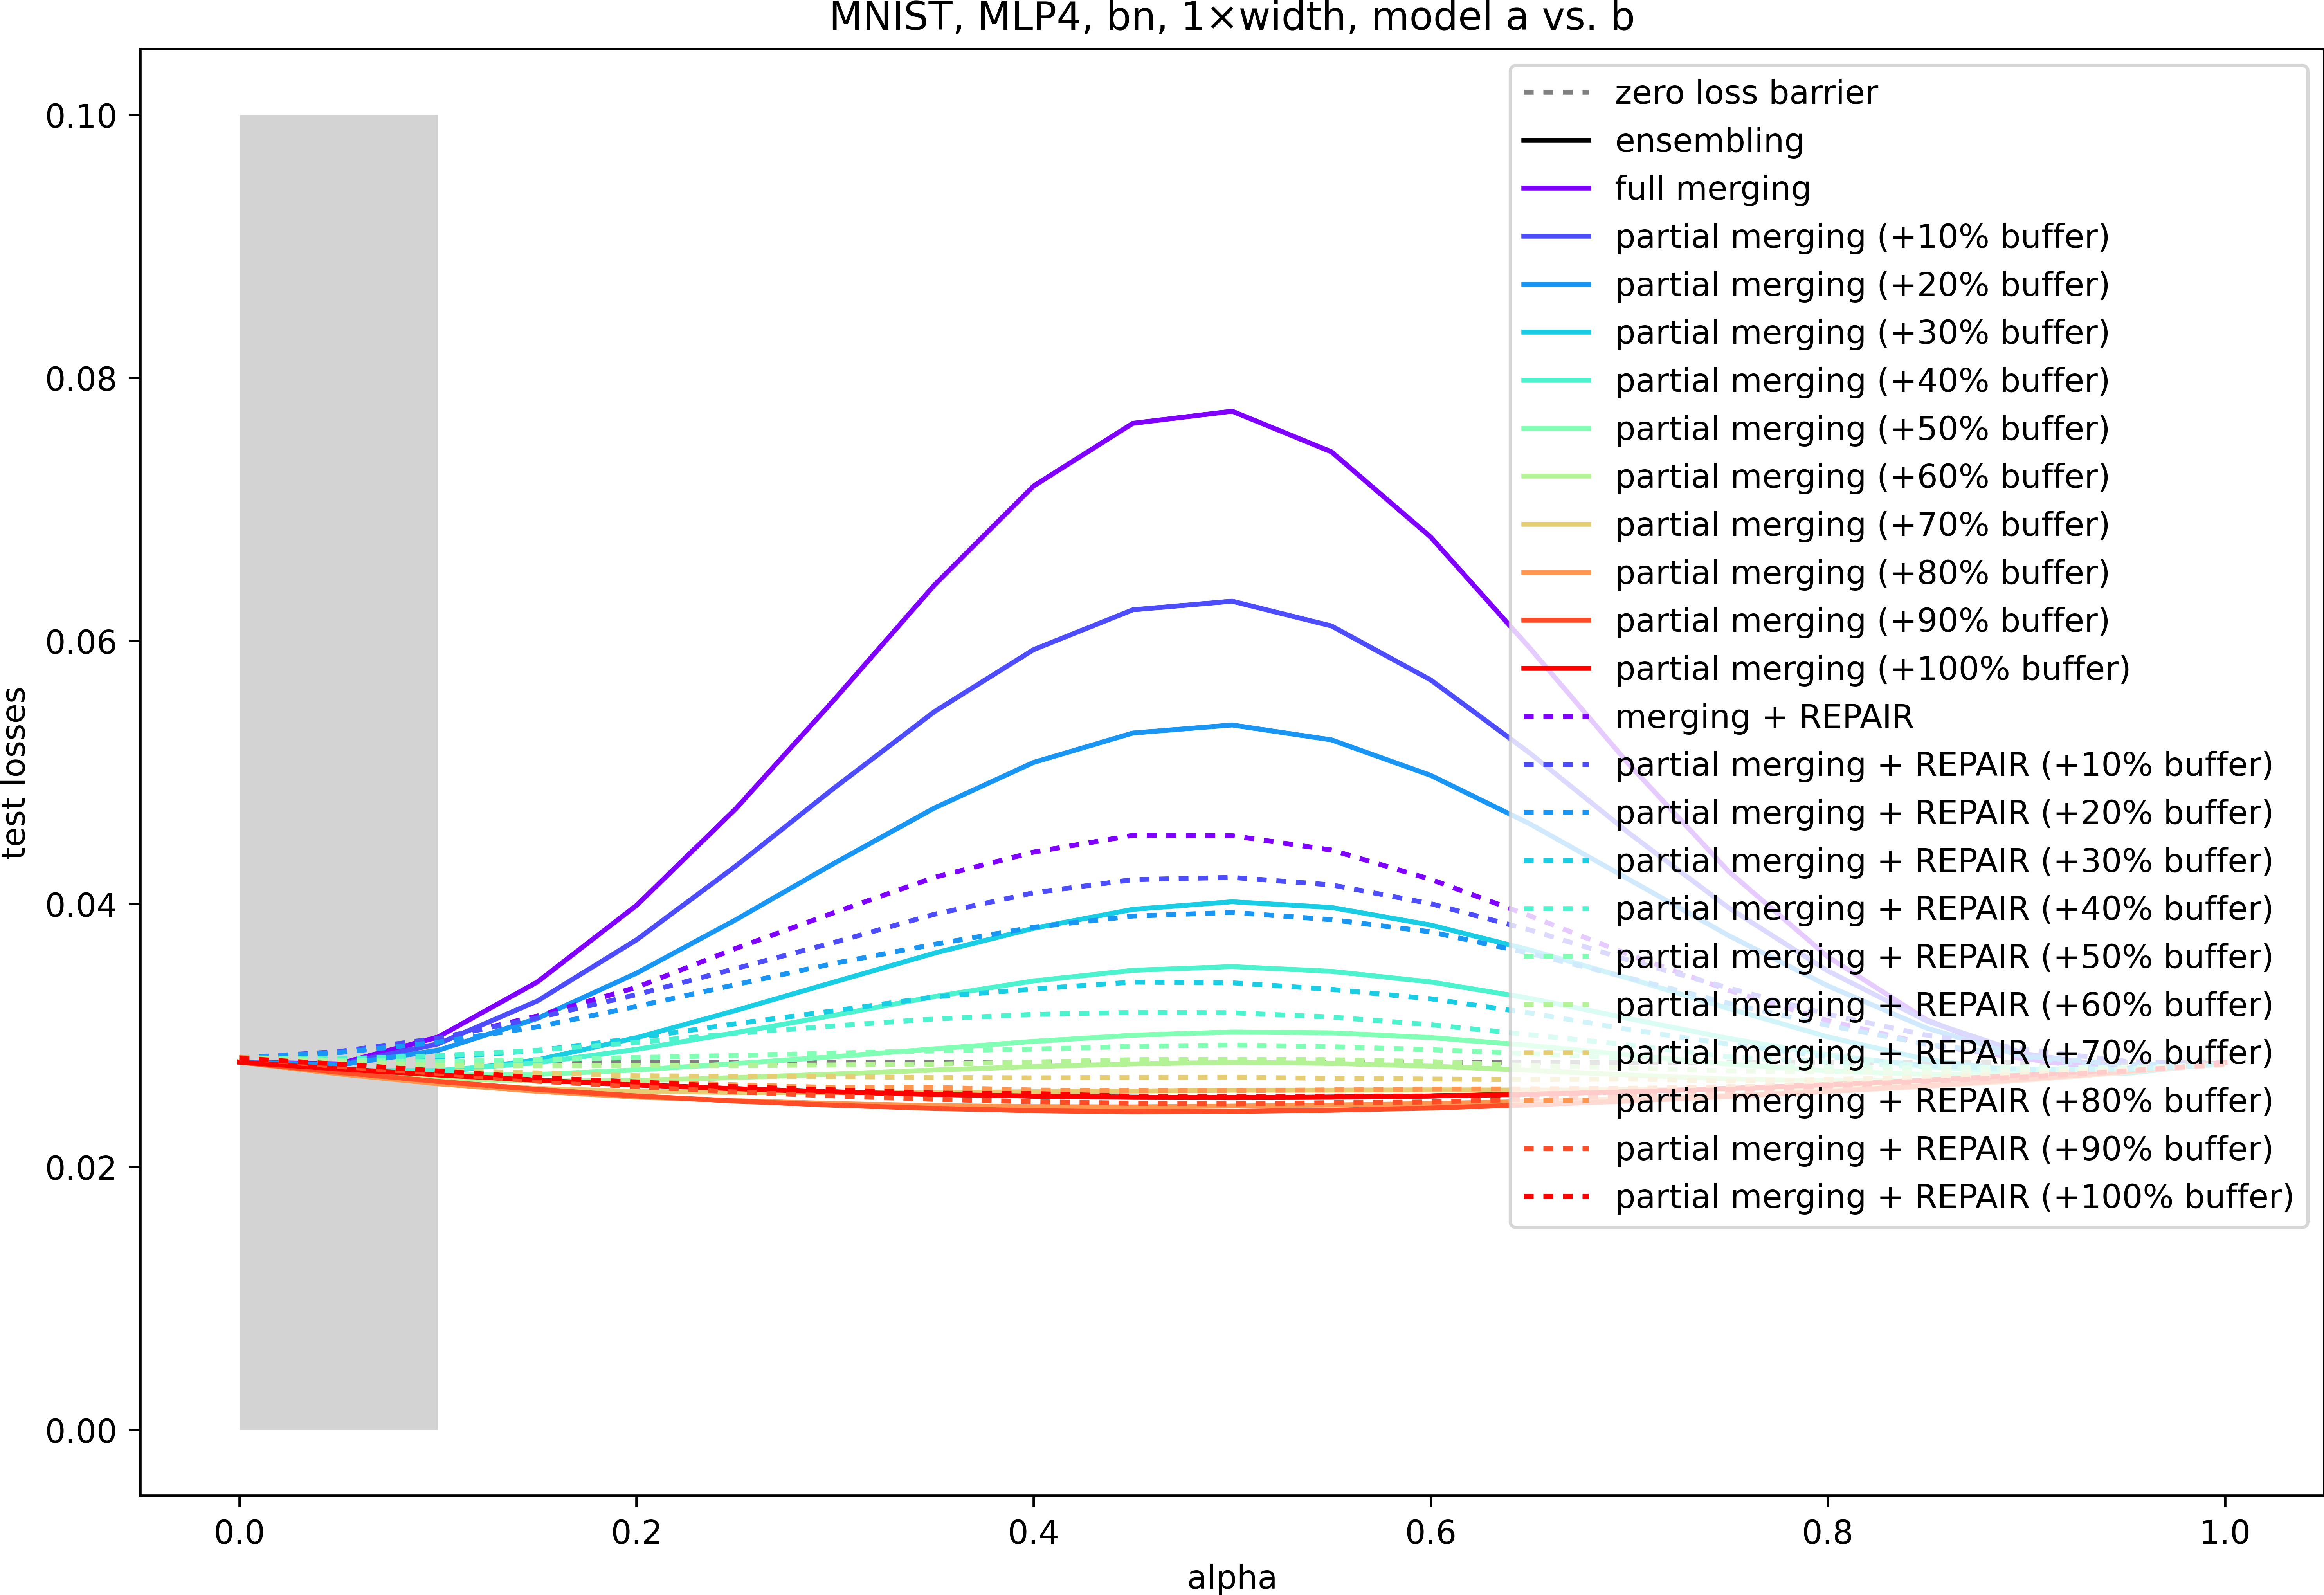 MNIST, MLP4, bn, 1×width, model a vs. b
0.10
0.08
0.06
0.04
0.02
0.00
test losses
zero loss barrier
ensembling
full merging
partial merging (+10% buffer)
partial merging (+20% buffer)
partial merging (+30% buffer)
partial merging (+40% buffer)
partial merging (+50% buffer)
partial merging (+60% buffer)
partial merging (+70% buffer)
partial merging (+80% buffer)
partial merging (+90% buffer)
partial merging (+100% buffer)
merging + REPAIR
partial merging + REPAIR (+10% buffer)
partial merging + REPAIR (+20% buffer)
partial merging + REPAIR (+30% buffer)
partial merging + REPAIR (+40% buffer)
partial merging + REPAIR (+50% buffer)
partial merging + REPAIR (+60% buffer)
partial merging + REPAIR (+70% buffer)
partial merging + REPAIR (+80% buffer)
partial merging + REPAIR (+90% buffer)
partial merging + REPAIR (+100% buffer)
0.0 0.2 0.4 0.6 0.8 1.0
alpha